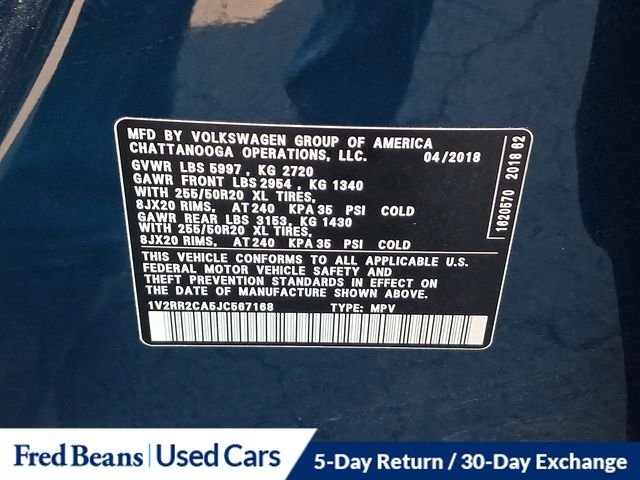 MFD BY VOLKSWAGEN GROUP OF AMERICA
CHATTANOOGA OPERATIONS, LLC. 04/2018
GVWR LBS 5997 , KG 2720
GAWR FRONT LBS 2954 , KG 1340
WITH 255/50R20 XL TIRES,
8JX20 RIMS, AT 240 KPA 35 PSI COLD
GAWR REAR LBS 3153 , KG 1430
WITH 255/50R20 XL TIRES,
8JX20 RIMS, AT 240 KPA 35 PSI COLD
THIS VEHICLE CONFORMS TO ALL APPLICABLE U.S.
FEDERAL MOTOR VEHICLE SAFETY AND
THEFT PREVENTION STANDARDS IN EFFECT ON
THE DATE OF MANUFACTURE SHOWN ABOVE.
1V2RR2CA5JC567168 TYPE: MPV
1620570 2018 62
Fred Beans Used Cars
5-Day Return / 30-Day Exchange